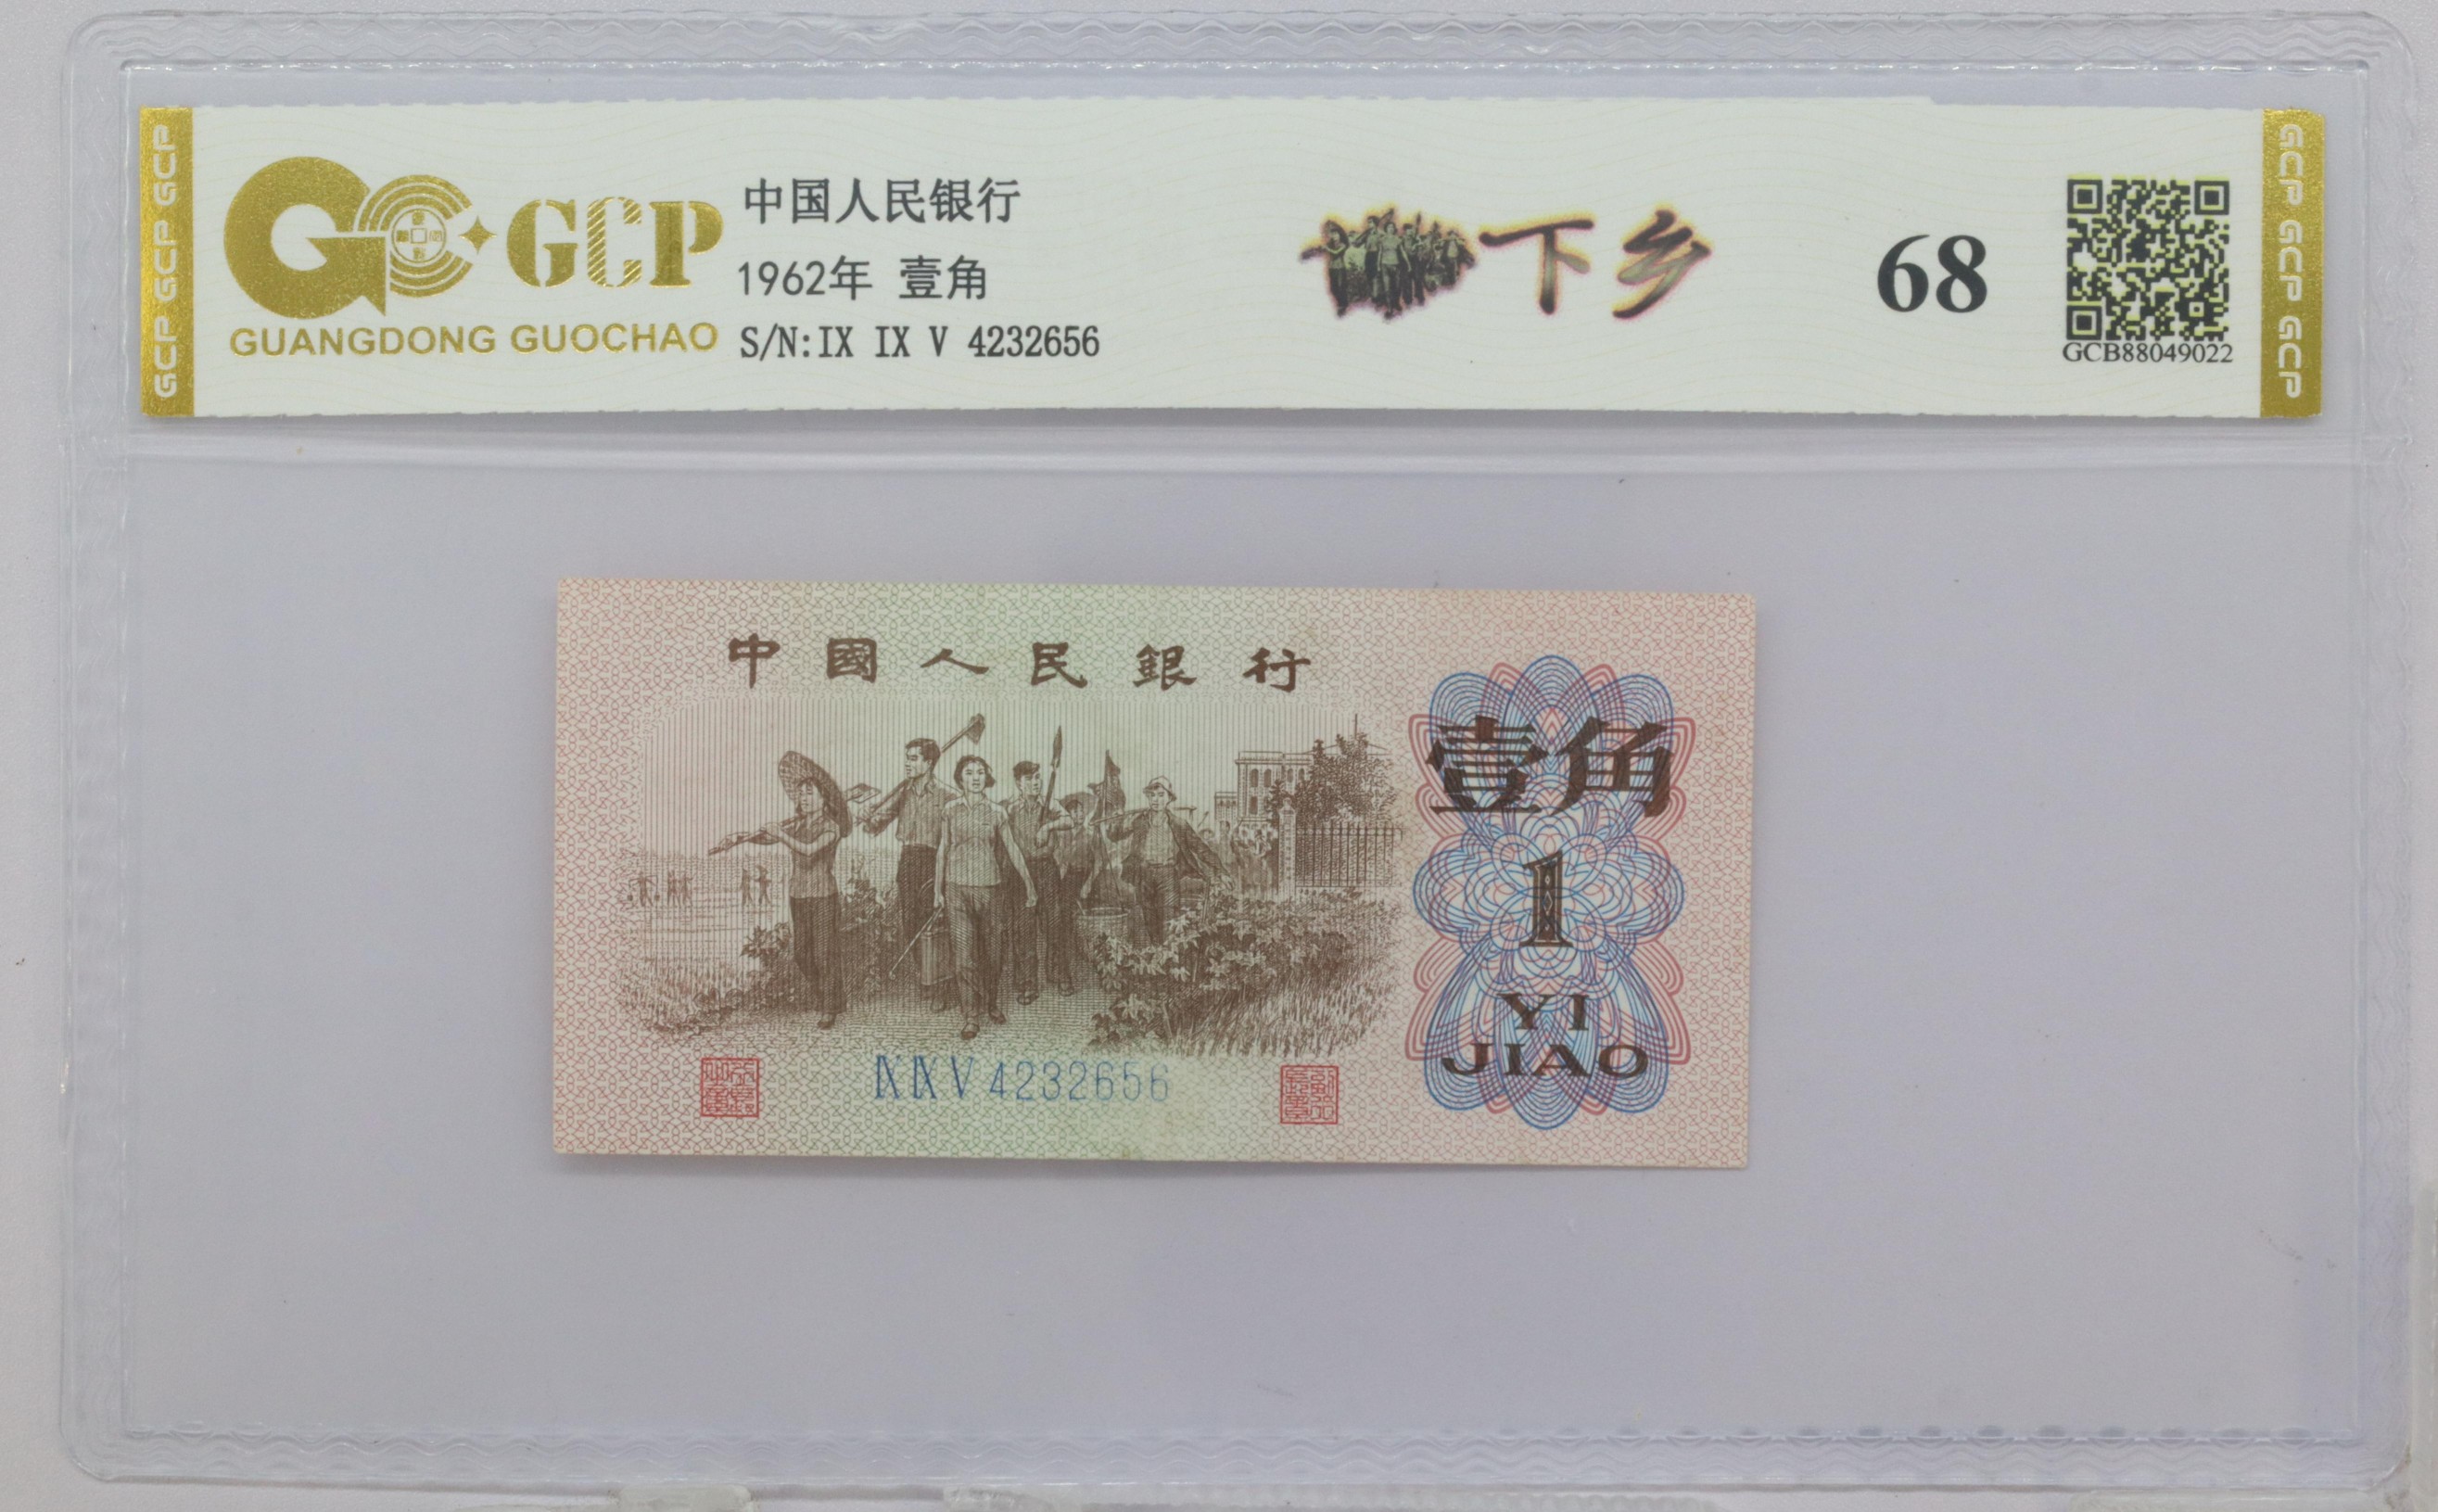 GCP GCP GCP
GCP
GUANGDONG GUOCHAO
中国人民银行
1962年 壹角
S/N:IX IX V 4232656
下乡
68
GCB88049022
GCP GCP GCP
中國人民銀行
壹角
1
YI
JIAO
IX IX V 4232656